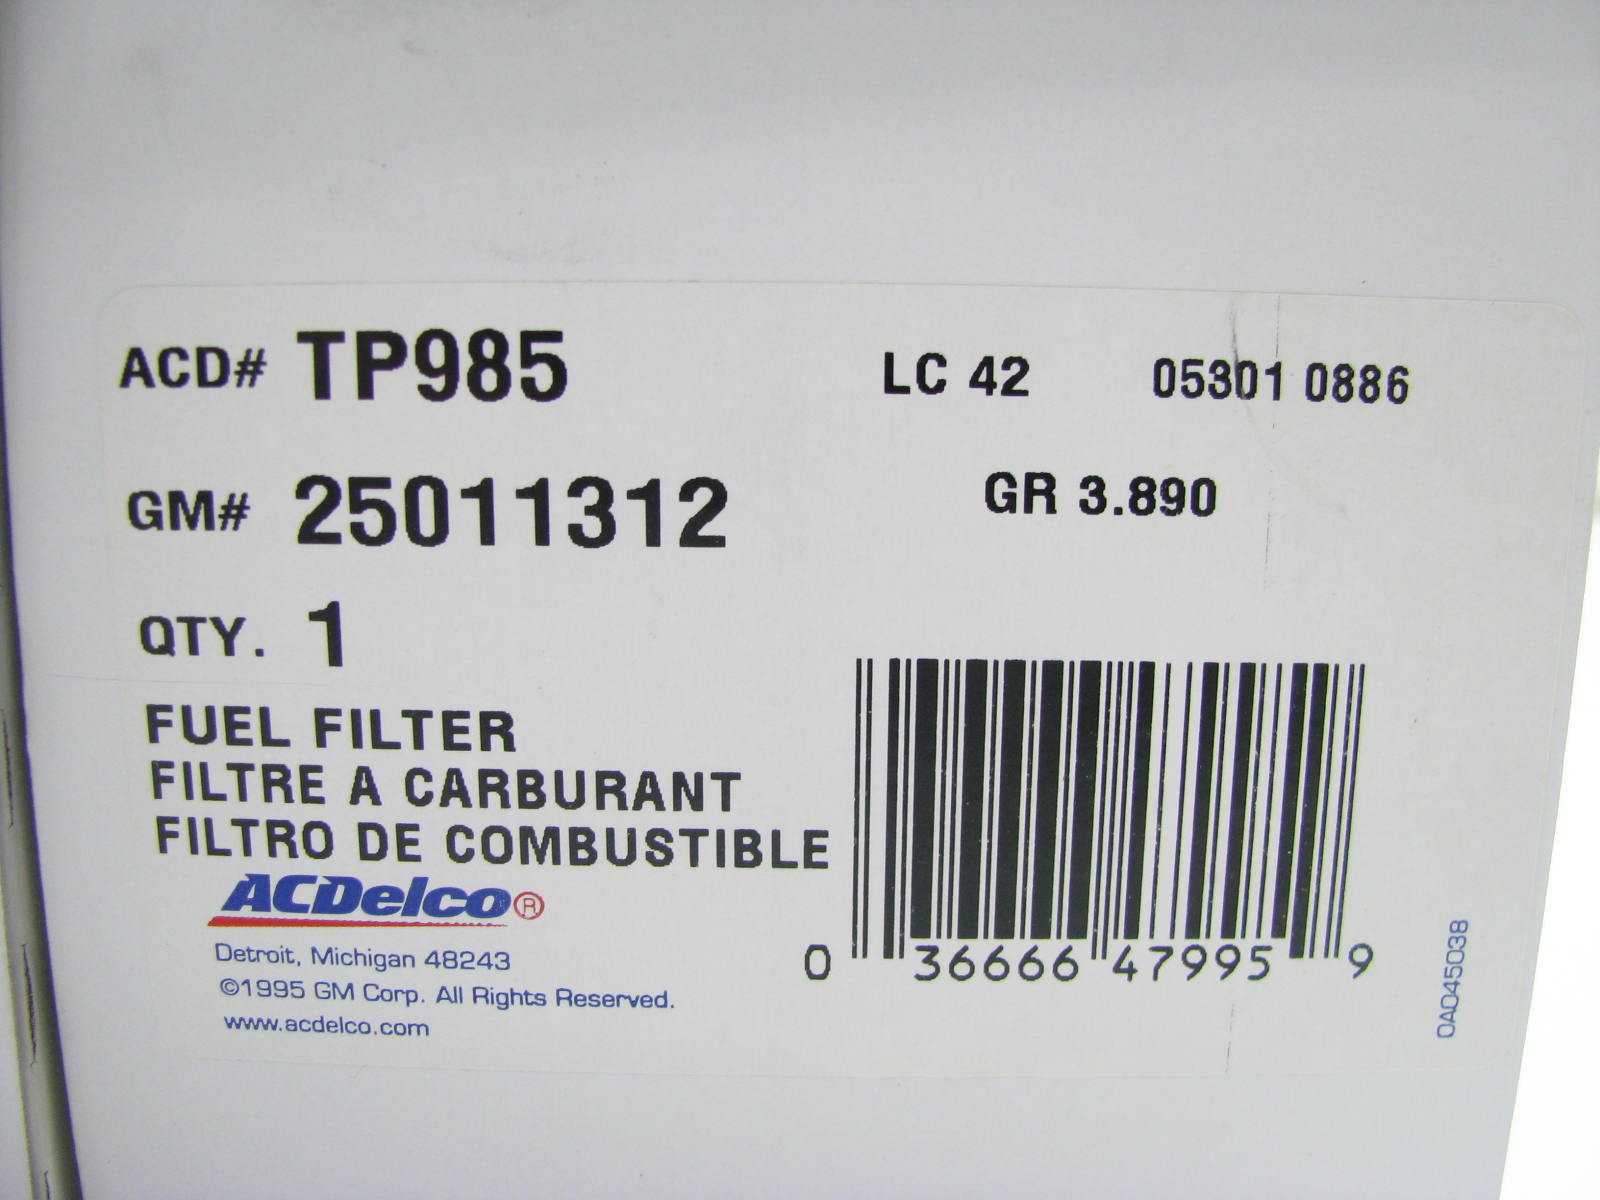 ACD# TP985 LC 42 05301 0886
GM# 25011312 GR 3.890
QTY. 1
FUEL FILTER
FILTRE A CARBURANT
FILTRO DE COMBUSTIBLE
ACDelco®
Detroit, Michigan 48243
©1995 GM Corp. All Rights Reserved.
www.acdelco.com
0 36666 47995 9
0A045038